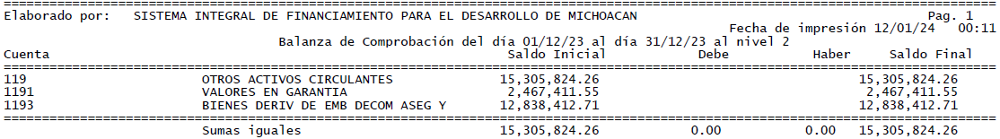 Elaborado por: SISTEMA INTEGRAL DE FINANCIAMIENTO PARA EL DESARROLLO DE MICHOACAN Pag. 1
Fecha de impresión 12/01/24 00:11
Balanza de Comprobación del día 01/12/23 al día 31/12/23 al nivel 2
Cuenta Saldo Inicial Debe Haber Saldo Final
119 OTROS ACTIVOS CIRCULANTES 15,305,824.26 15,305,824.26
1191 VALORES EN GARANTIA 2,467,411.55 2,467,411.55
1193 BIENES DERIV DE EMB DECOM ASEG Y 12,838,412.71 12,838,412.71
Sumas iguales 15,305,824.26 0.00 0.00 15,305,824.26